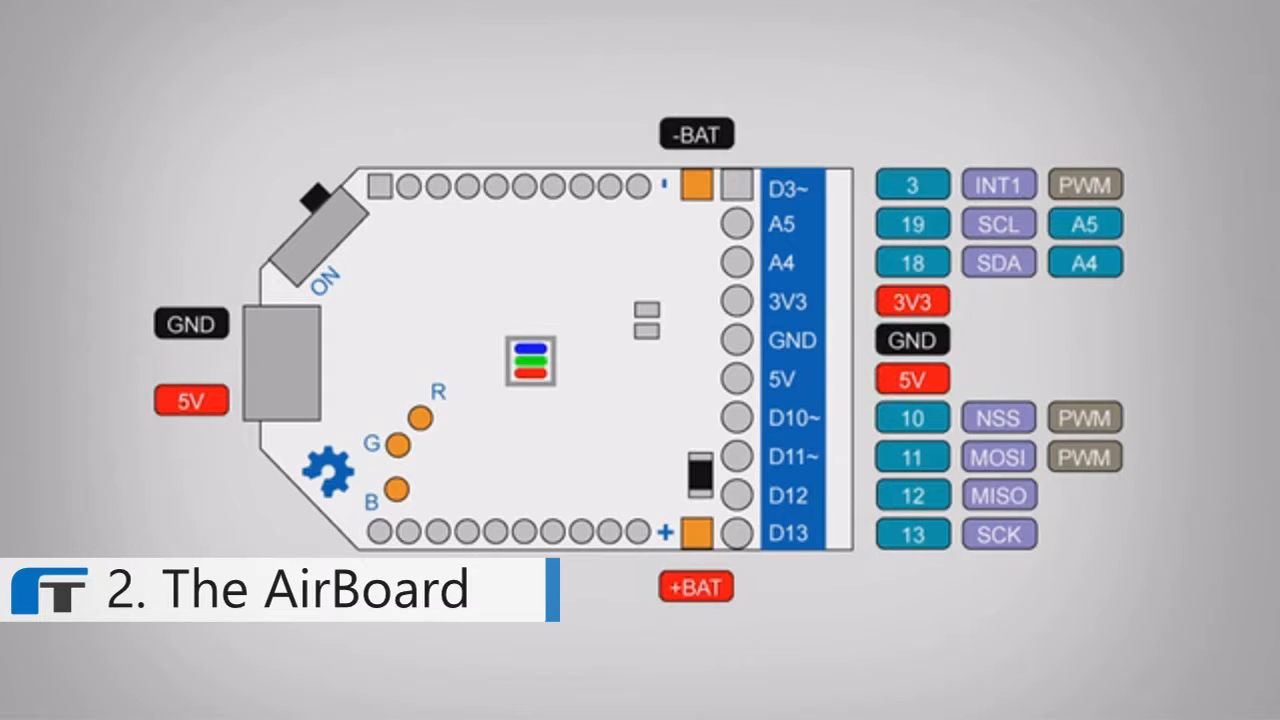 -BAT
D3~ 3 INT1 PWM
A5 19 SCL A5
A4 18 SDA A4
ON
3V3 3V3
GND
GND GND
5V 5V
5V
R
D10~ 10 NSS PWM
G
D11~ 11 MOSI PWM
B
D12 12 MISO
+ D13 13 SCK
T 2. The AirBoard
+BAT